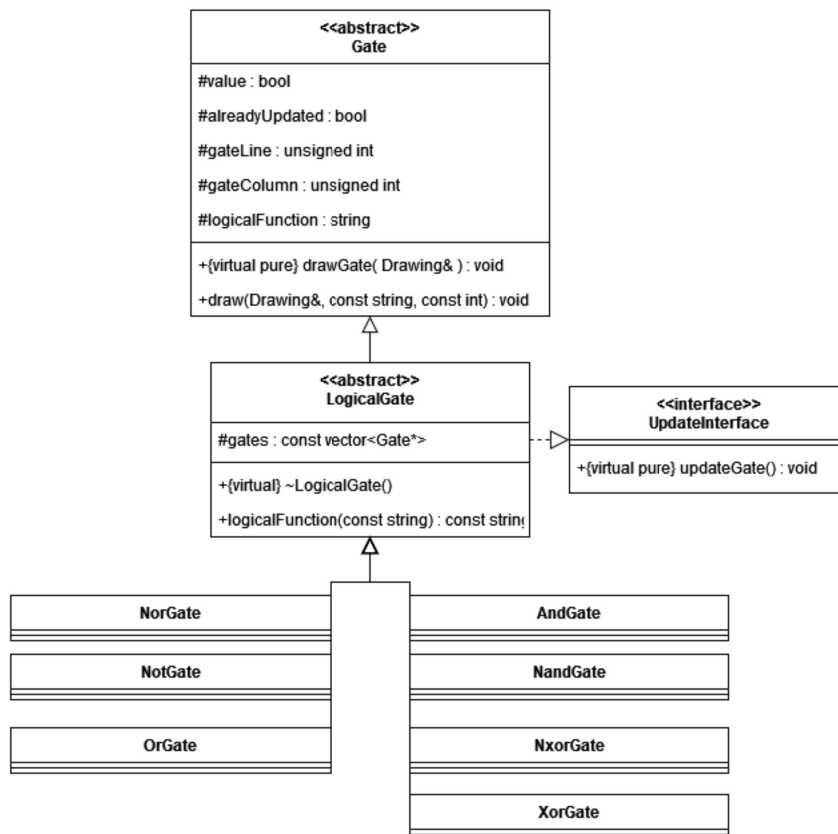 <<abstract>>
Gate
#value : bool
#alreadyUpdated : bool
#gateLine : unsigned int
#gateColumn : unsigned int
#logicalFunction : string
+{virtual pure} drawGate( Drawing& ) : void
+draw(Drawing&, const string, const int) : void
<<abstract>>
LogicalGate
#gates : const vector<Gate*>
+{virtual} ~LogicalGate()
+logicalFunction(const string) : const string
<<interface>>
UpdateInterface
+{virtual pure} updateGate() : void
NorGate
NotGate
OrGate
AndGate
NandGate
NxorGate
XorGate